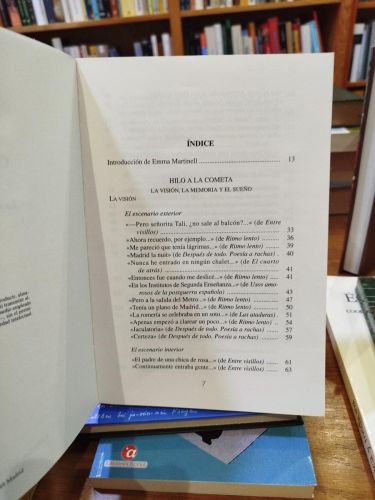 ÍNDICE
Introducción de Emma Martinell 13
HILO A LA COMETA
LA VISIÓN, LA MEMORIA Y EL SUEÑO
LA VISIÓN
El escenario exterior
«—Pero señorita Tali, ¿no sale al balcón?...» (de Entre
visillos) 33
«Ahora recuerdo, por ejemplo...» (de Ritmo lento) 36
«Me pareció que tenía lágrimas...» (de Ritmo lento) 39
«Madrid la nuit» (de Después de todo. Poesía a rachas) 40
«Nunca he entrado en ningún chalet...» (de El cuarto
de atrás) 41
«Entonces fue cuando me deslicé...» (de Ritmo lento) 41
«En los Institutos de Segunda Enseñanza...» (de Usos amo-
rosos de la postguerra española) 43
«Pero a la salida del Metro...» (de Ritmo lento) 47
«Tenía un plano de Madrid...» (de Ritmo lento) 50
«La romería se celebraba en un soto...» (de Las ataduras) 51
«Apenas empezó a clarear un poco...» (de Ritmo lento) 54
«Jaculatoria» (de Después de todo. Poesía a rachas) 57
«Certeza» (de Después de todo. Poesía a rachas) 59
El escenario interior
«El padre de una chica de rosa...» (de Entre visillos) 61
«Continuamente entraba gente...» (de Entre visillos) 63
7